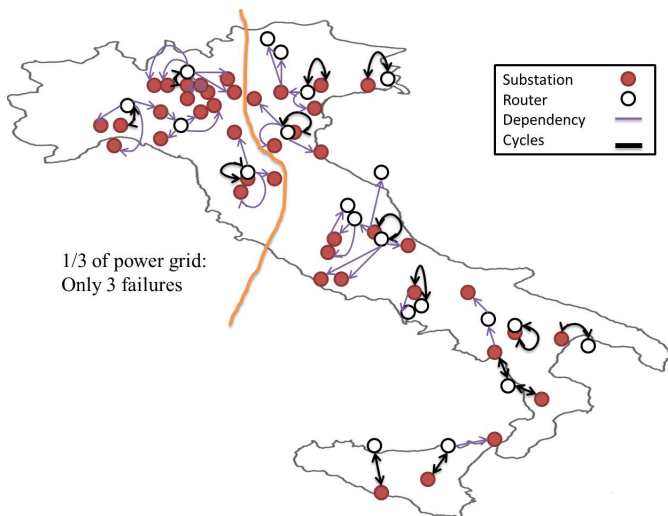 Substation
Router
Dependency
Cycles
1/3 of power grid:
Only 3 failures